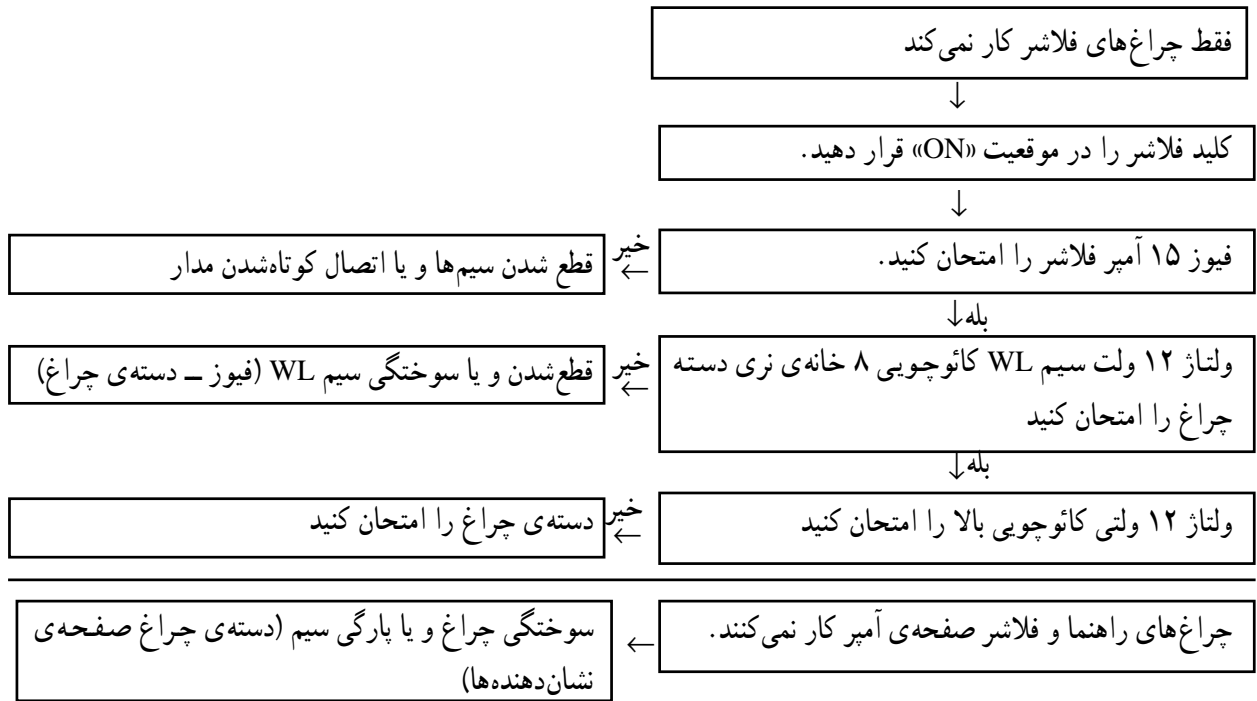 فقط چراغ‌های فلاشر کار نمی‌کند
↓
کلید فلاشر را در موقعیت «ON» قرار دهید.
↓
فیوز ۱۵ آمپر فلاشر را امتحان کنید.
خیر ←
قطع شدن سیم‌ها و یا اتصال کوتاه‌شدن مدار
بله↓
ولتاژ ۱۲ ولت سیم WL کائوچویی ۸ خانه‌ی نری دسته
چراغ را امتحان کنید
خیر ←
قطع‌شدن و یا سوختگی سیم WL (فیوز ــ دسته‌ی چراغ)
بله↓
ولتاژ ۱۲ ولتی کائوچویی بالا را امتحان کنید
خیر ←
دسته‌ی چراغ را امتحان کنید
چراغ‌های راهنما و فلاشر صفحه‌ی آمپر کار نمی‌کنند.
←
سوختگی چراغ و یا پارگی سیم (دسته‌ی چراغ صفحه‌ی
نشان‌دهنده‌ها)